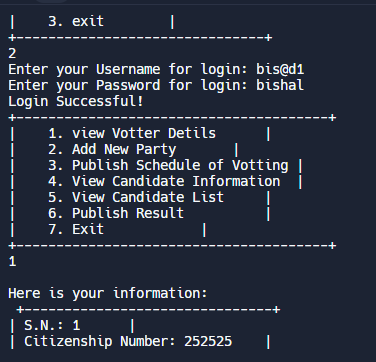 |    3. exit        |
+-------------------------------+
2
Enter your Username for login: bis@d1
Enter your Password for login: bishal
Login Successful!
+---------------------------------------+
|    1. view Votter Detils      |
|    2. Add New Party       |
|    3. Publish Schedule of Votting |
|    4. View Candidate Information  |
|    5. View Candidate List     |
|    6. Publish Result          |
|    7. Exit            |
+---------------------------------------+
1

Here is your information:
 +-------------------------------+
| S.N.: 1      |
| Citizenship Number: 252525    |